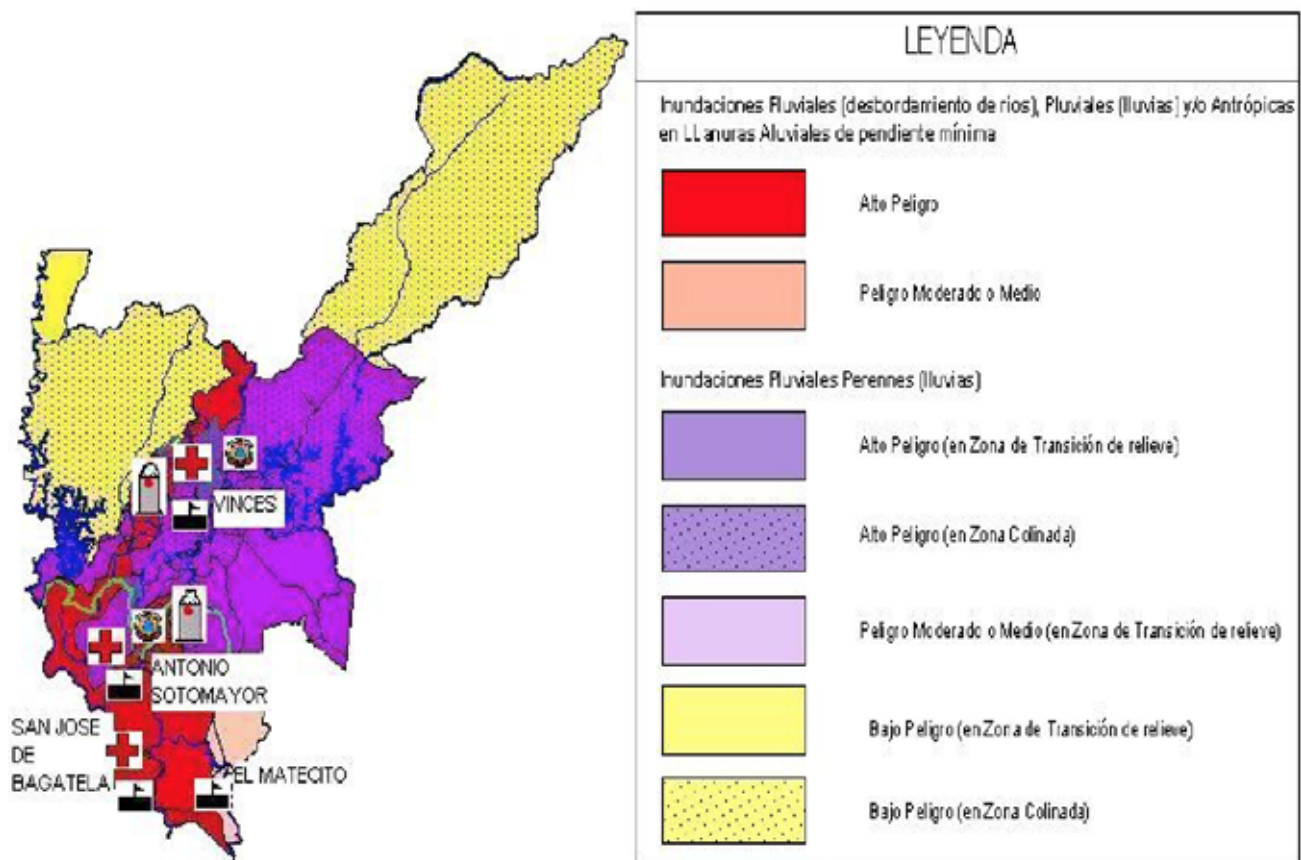 LEYENDA
Inundaciones Fluviales (desbordamiento de ríos), Pluviales (lluvias) y/o Antrópicas
en LLanuras Aluviales de pendiente mínima
Alto Peligro
Peligro Moderado o Medio
Inundaciones Fluviales Perennes (lluvias)
Alto Peligro (en Zona de Transición de relieve)
Alto Peligro (en Zona Colinada)
Peligro Moderado o Medio (en Zona de Transición de relieve)
Bajo Peligro (en Zona de Transición de relieve)
Bajo Peligro (en Zona Colinada)
VINCES
ANTONIO
SOTOMAYOR
SAN JOSE
DE
BAGATELA
EL MATECITO